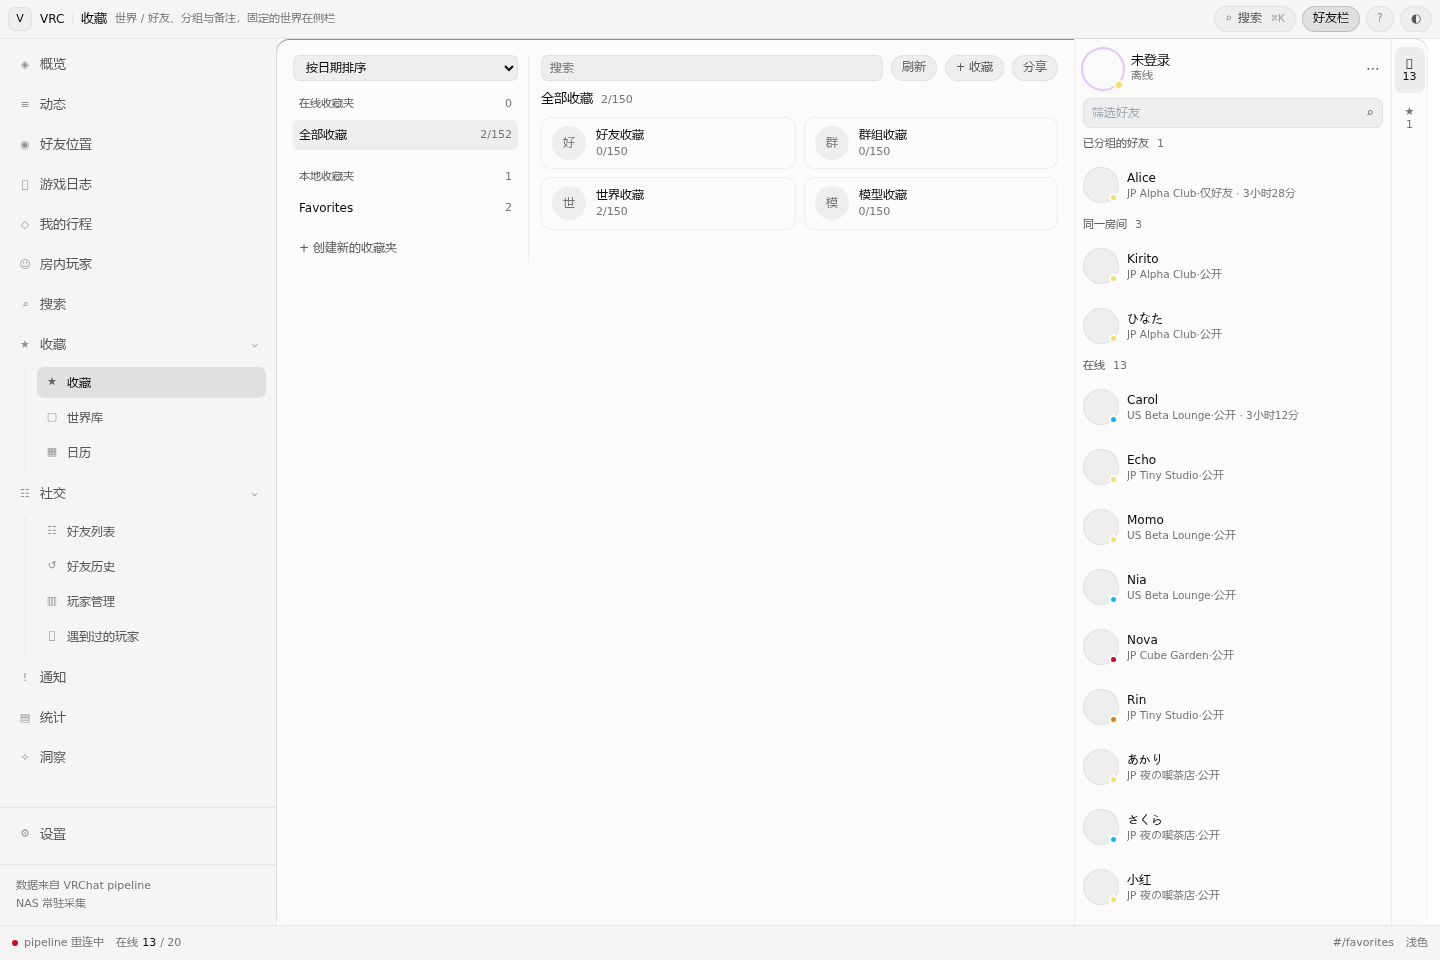 V VRC 收藏 世界 / 好友、分组与备注，固定的世界在侧栏
搜索 ⌘K 好友栏 ?
概览
动态
好友位置
游戏日志
我的行程
房内玩家
搜索
收藏
收藏
世界库
日历
社交
好友列表
好友历史
玩家管理
遇到过的玩家
通知
统计
洞察
设置
数据来自 VRChat pipeline
NAS 常驻采集
按日期排序
在线收藏夹 0
全部收藏 2/152
本地收藏夹 1
Favorites 2
+ 创建新的收藏夹
搜索 刷新 + 收藏 分享
全部收藏 2/150
好 好友收藏
0/150
群 群组收藏
0/150
世 世界收藏
2/150
模 模型收藏
0/150
未登录
离线
筛选好友
已分组的好友 1
Alice
JP Alpha Club·仅好友 · 3小时28分
同一房间 3
Kirito
JP Alpha Club·公开
ひなた
JP Alpha Club·公开
在线 13
Carol
US Beta Lounge·公开 · 3小时12分
Echo
JP Tiny Studio·公开
Momo
US Beta Lounge·公开
Nia
US Beta Lounge·公开
Nova
JP Cube Garden·公开
Rin
JP Tiny Studio·公开
あかり
JP 夜の喫茶店·公开
さくら
JP 夜の喫茶店·公开
小红
JP 夜の喫茶店·公开
13
★
1
pipeline 重连中 在线 13 / 20
#/favorites 浅色